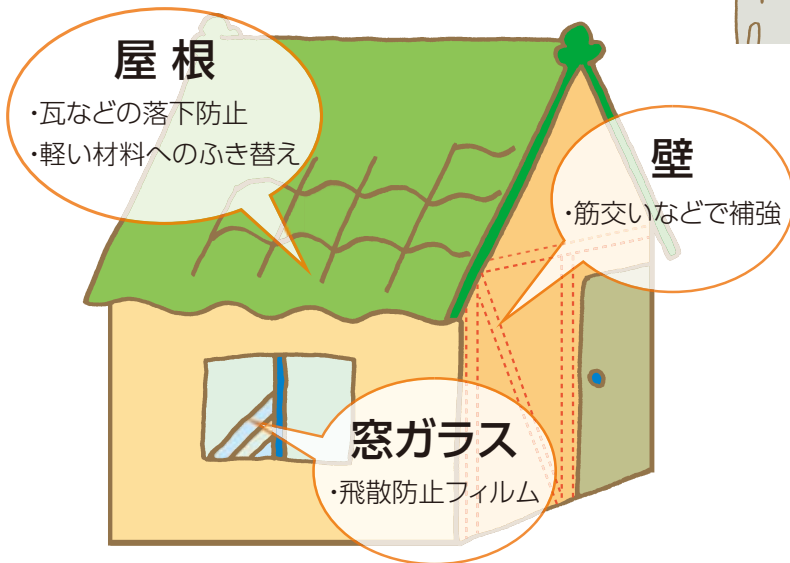 屋根
・瓦などの落下防止
・軽い材料へのふき替え
壁
・筋交いなどで補強
窓ガラス
・飛散防止フィルム